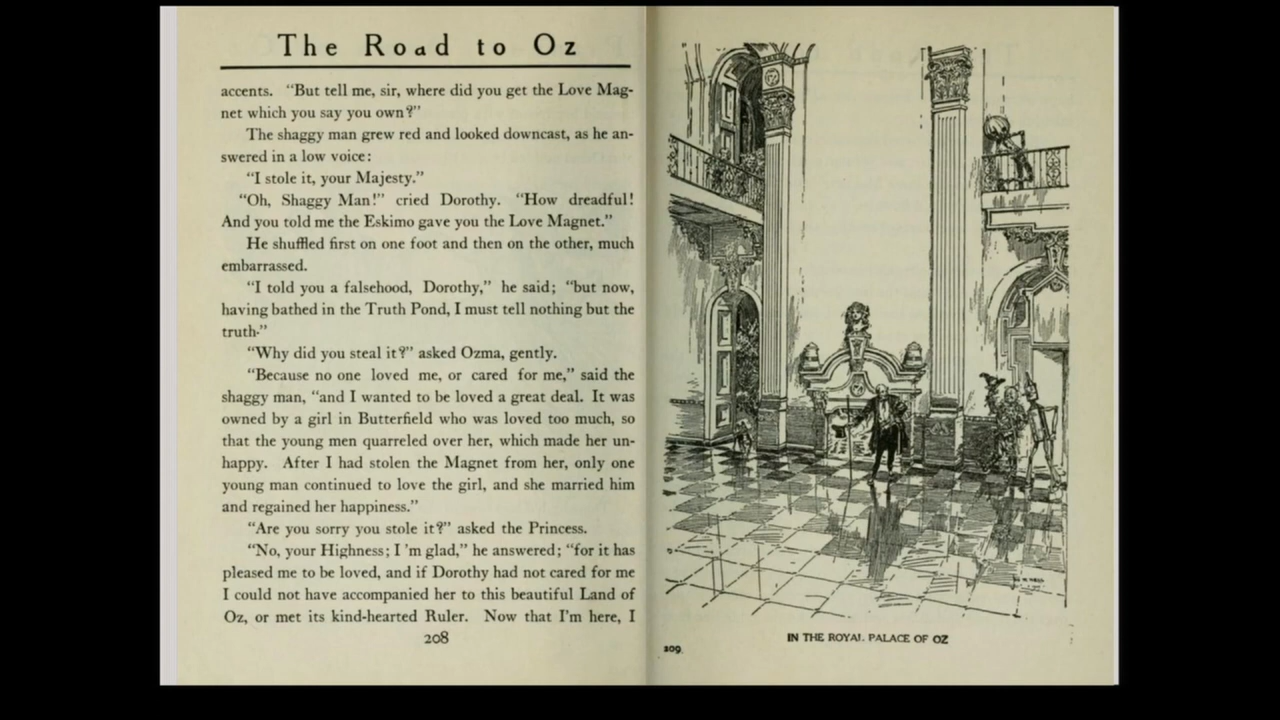 The Road to Oz
accents. "But tell me, sir, where did you get the Love Mag-
net which you say you own?"
The shaggy man grew red and looked downcast, as he an-
swered in a low voice:
"I stole it, your Majesty."
"Oh, Shaggy Man!" cried Dorothy. "How dreadful!
And you told me the Eskimo gave you the Love Magnet."
He shuffled first on one foot and then on the other, much
embarrassed.
"I told you a falsehood, Dorothy," he said; "but now,
having bathed in the Truth Pond, I must tell nothing but the
truth."
"Why did you steal it?" asked Ozma, gently.
"Because no one loved me, or cared for me," said the
shaggy man, "and I wanted to be loved a great deal. It was
owned by a girl in Butterfield who was loved too much, so
that the young men quarreled over her, which made her un-
happy. After I had stolen the Magnet from her, only one
young man continued to love the girl, and she married him
and regained her happiness."
"Are you sorry you stole it?" asked the Princess.
"No, your Highness; I'm glad," he answered; "for it has
pleased me to be loved, and if Dorothy had not cared for me
I could not have accompanied her to this beautiful Land of
Oz, or met its kind-hearted Ruler. Now that I'm here, I
208
IN THE ROYAL PALACE OF OZ
209